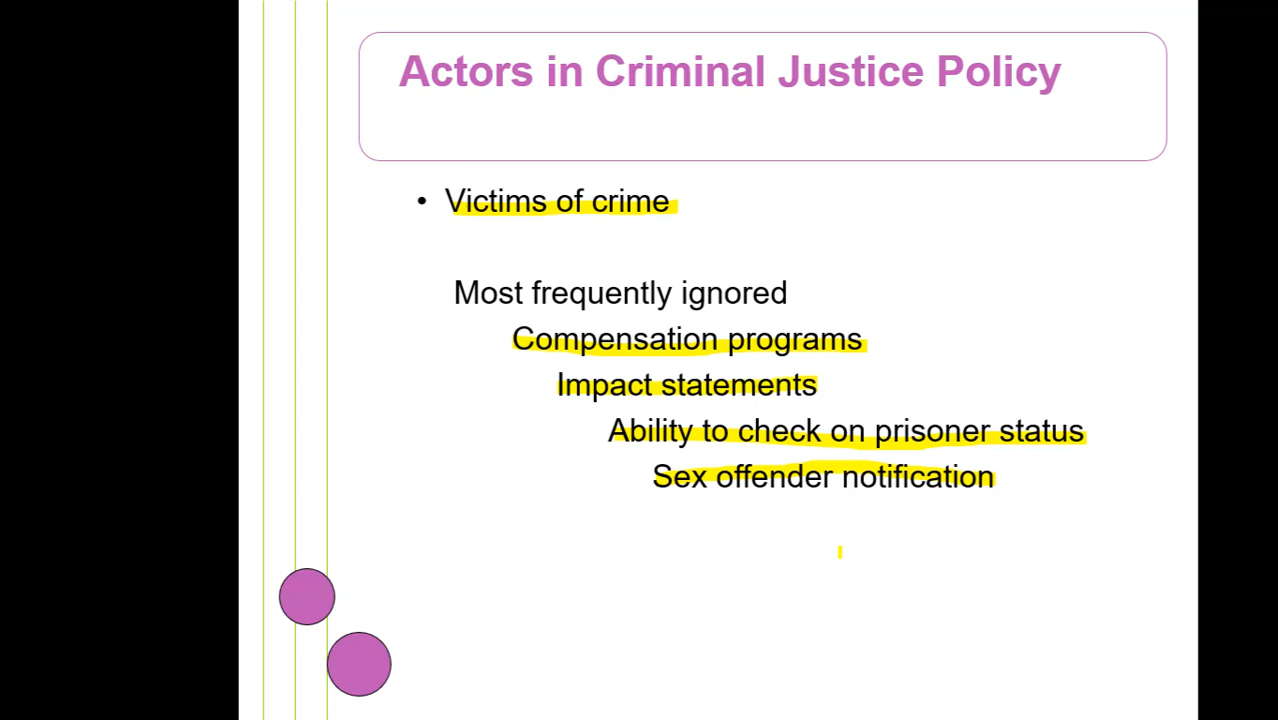 Actors in Criminal Justice Policy
• Victims of crime
Most frequently ignored
Compensation programs
Impact statements
Ability to check on prisoner status
Sex offender notification